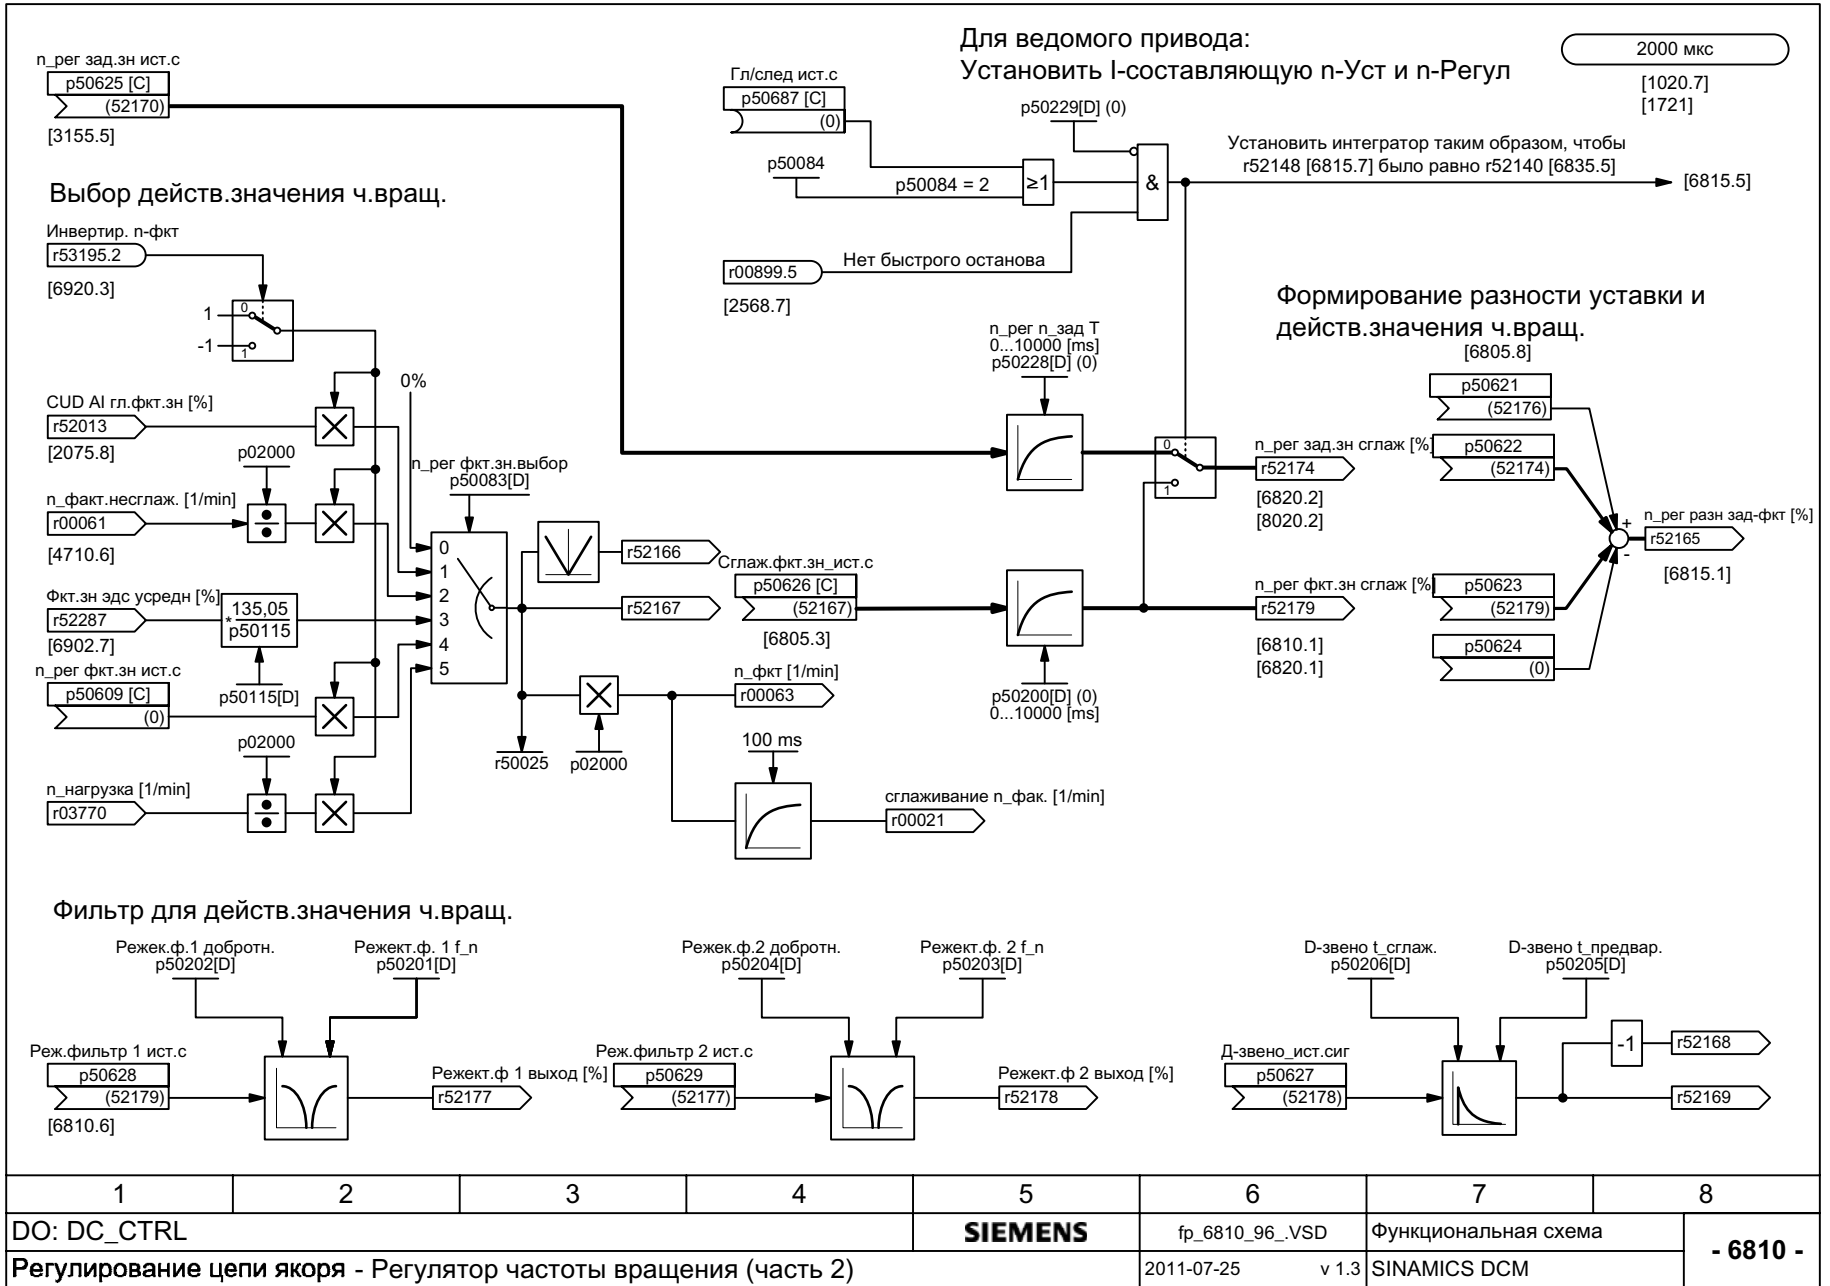 n_рег зад.зн ист.с
p50625 [C]
(52170)
[3155.5]
Для ведомого привода:
Установить I-составляющую n-Уст и n-Регул
2000 мкс
[1020.7]
[1721]
Гл/след ист.с
p50687 [C]
(0)
p50229[D] (0)
p50084
p50084 = 2
≥1
&
Установить интегратор таким образом, чтобы
r52148 [6815.7] было равно r52140 [6835.5]
[6815.5]
r00899.5
Нет быстрого останова
[2568.7]
Выбор действ.значения ч.вращ.
Инвертир. n-фкт
r53195.2
[6920.3]
1
0
-1
1
CUD AI гл.фкт.зн [%]
r52013
[2075.8]
0%
p02000
n_факт.несглаж. [1/min]
r00061
[4710.6]
n_рег фкт.зн.выбор
p50083[D]
0
1
2
3
4
5
Фкт.зн эдс усредн [%]
r52287
[6902.7]
135,05
*
p50115
p50115[D]
n_рег фкт.зн ист.с
p50609 [C]
(0)
p02000
n_нагрузка [1/min]
r03770
r52166
r52167
r50025
p02000
n_фкт [1/min]
r00063
100 ms
сглаживание n_фак. [1/min]
r00021
Сглаж.фкт.зн_ист.с
p50626 [C]
(52167)
[6805.3]
n_рег n_зад T
0...10000 [ms]
p50228[D] (0)
p50200[D] (0)
0...10000 [ms]
0
1
n_рег зад.зн сглаж [%]
r52174
[6820.2]
[8020.2]
n_рег фкт.зн сглаж [%]
r52179
[6810.1]
[6820.1]
Формирование разности уставки и
действ.значения ч.вращ.
[6805.8]
p50621
(52176)
p50622
(52174)
p50623
(52179)
p50624
(0)
+
-
n_рег разн зад-фкт [%]
r52165
[6815.1]
Фильтр для действ.значения ч.вращ.
Режек.ф.1 добротн.
p50202[D]
Режект.ф. 1 f_n
p50201[D]
Реж.фильтр 1 ист.с
p50628
(52179)
[6810.6]
Режект.ф 1 выход [%]
r52177
Режек.ф.2 добротн.
p50204[D]
Режект.ф. 2 f_n
p50203[D]
Реж.фильтр 2 ист.с
p50629
(52177)
Режект.ф 2 выход [%]
r52178
D-звено t_сглаж.
p50206[D]
D-звено t_предвар.
p50205[D]
Д-звено_ист.сиг
p50627
(52178)
-1
r52168
r52169
1 2 3 4 5 6 7 8
DO: DC_CTRL
SIEMENS
fp_6810_96_.VSD
Функциональная схема
- 6810 -
Регулирование цепи якоря - Регулятор частоты вращения (часть 2)
2011-07-25 v 1.3
SINAMICS DCM